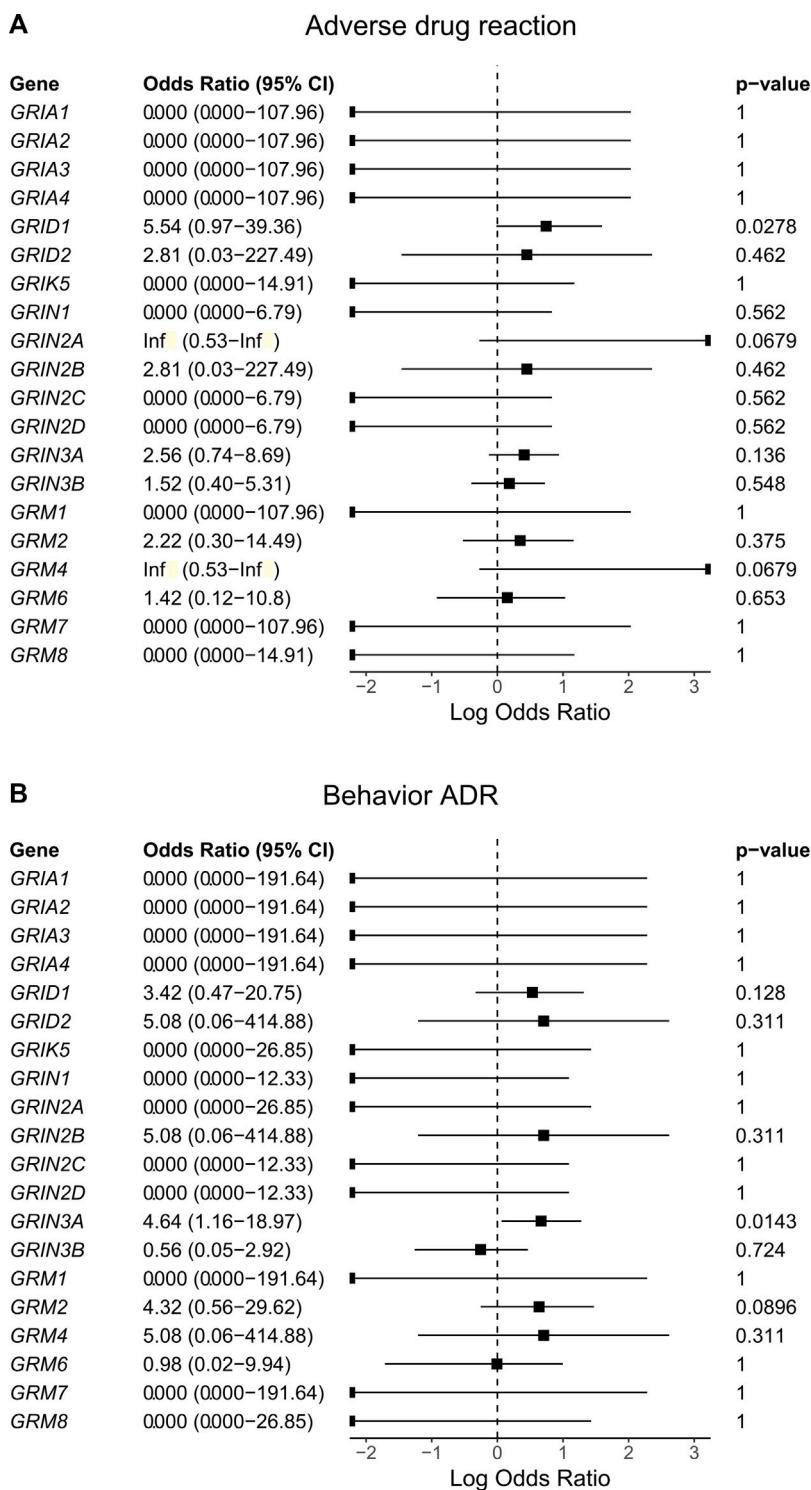 A Adverse drug reaction
Gene Odds Ratio (95% CI) p−value
GRIA1 0.000 (0.000−107.96) 1
GRIA2 0.000 (0.000−107.96) 1
GRIA3 0.000 (0.000−107.96) 1
GRIA4 0.000 (0.000−107.96) 1
GRID1 5.54 (0.97−39.36) 0.0278
GRID2 2.81 (0.03−227.49) 0.462
GRIK5 0.000 (0.000−14.91) 1
GRIN1 0.000 (0.000−6.79) 0.562
GRIN2A Inf (0.53−Inf ) 0.0679
GRIN2B 2.81 (0.03−227.49) 0.462
GRIN2C 0.000 (0.000−6.79) 0.562
GRIN2D 0.000 (0.000−6.79) 0.562
GRIN3A 2.56 (0.74−8.69) 0.136
GRIN3B 1.52 (0.40−5.31) 0.548
GRM1 0.000 (0.000−107.96) 1
GRM2 2.22 (0.30−14.49) 0.375
GRM4 Inf (0.53−Inf ) 0.0679
GRM6 1.42 (0.12−10.8) 0.653
GRM7 0.000 (0.000−107.96) 1
GRM8 0.000 (0.000−14.91) 1
−2 −1 0 1 2 3
Log Odds Ratio
B Behavior ADR
Gene Odds Ratio (95% CI) p−value
GRIA1 0.000 (0.000−191.64) 1
GRIA2 0.000 (0.000−191.64) 1
GRIA3 0.000 (0.000−191.64) 1
GRIA4 0.000 (0.000−191.64) 1
GRID1 3.42 (0.47−20.75) 0.128
GRID2 5.08 (0.06−414.88) 0.311
GRIK5 0.000 (0.000−26.85) 1
GRIN1 0.000 (0.000−12.33) 1
GRIN2A 0.000 (0.000−26.85) 1
GRIN2B 5.08 (0.06−414.88) 0.311
GRIN2C 0.000 (0.000−12.33) 1
GRIN2D 0.000 (0.000−12.33) 1
GRIN3A 4.64 (1.16−18.97) 0.0143
GRIN3B 0.56 (0.05−2.92) 0.724
GRM1 0.000 (0.000−191.64) 1
GRM2 4.32 (0.56−29.62) 0.0896
GRM4 5.08 (0.06−414.88) 0.311
GRM6 0.98 (0.02−9.94) 1
GRM7 0.000 (0.000−191.64) 1
GRM8 0.000 (0.000−26.85) 1
−2 −1 0 1 2 3
Log Odds Ratio